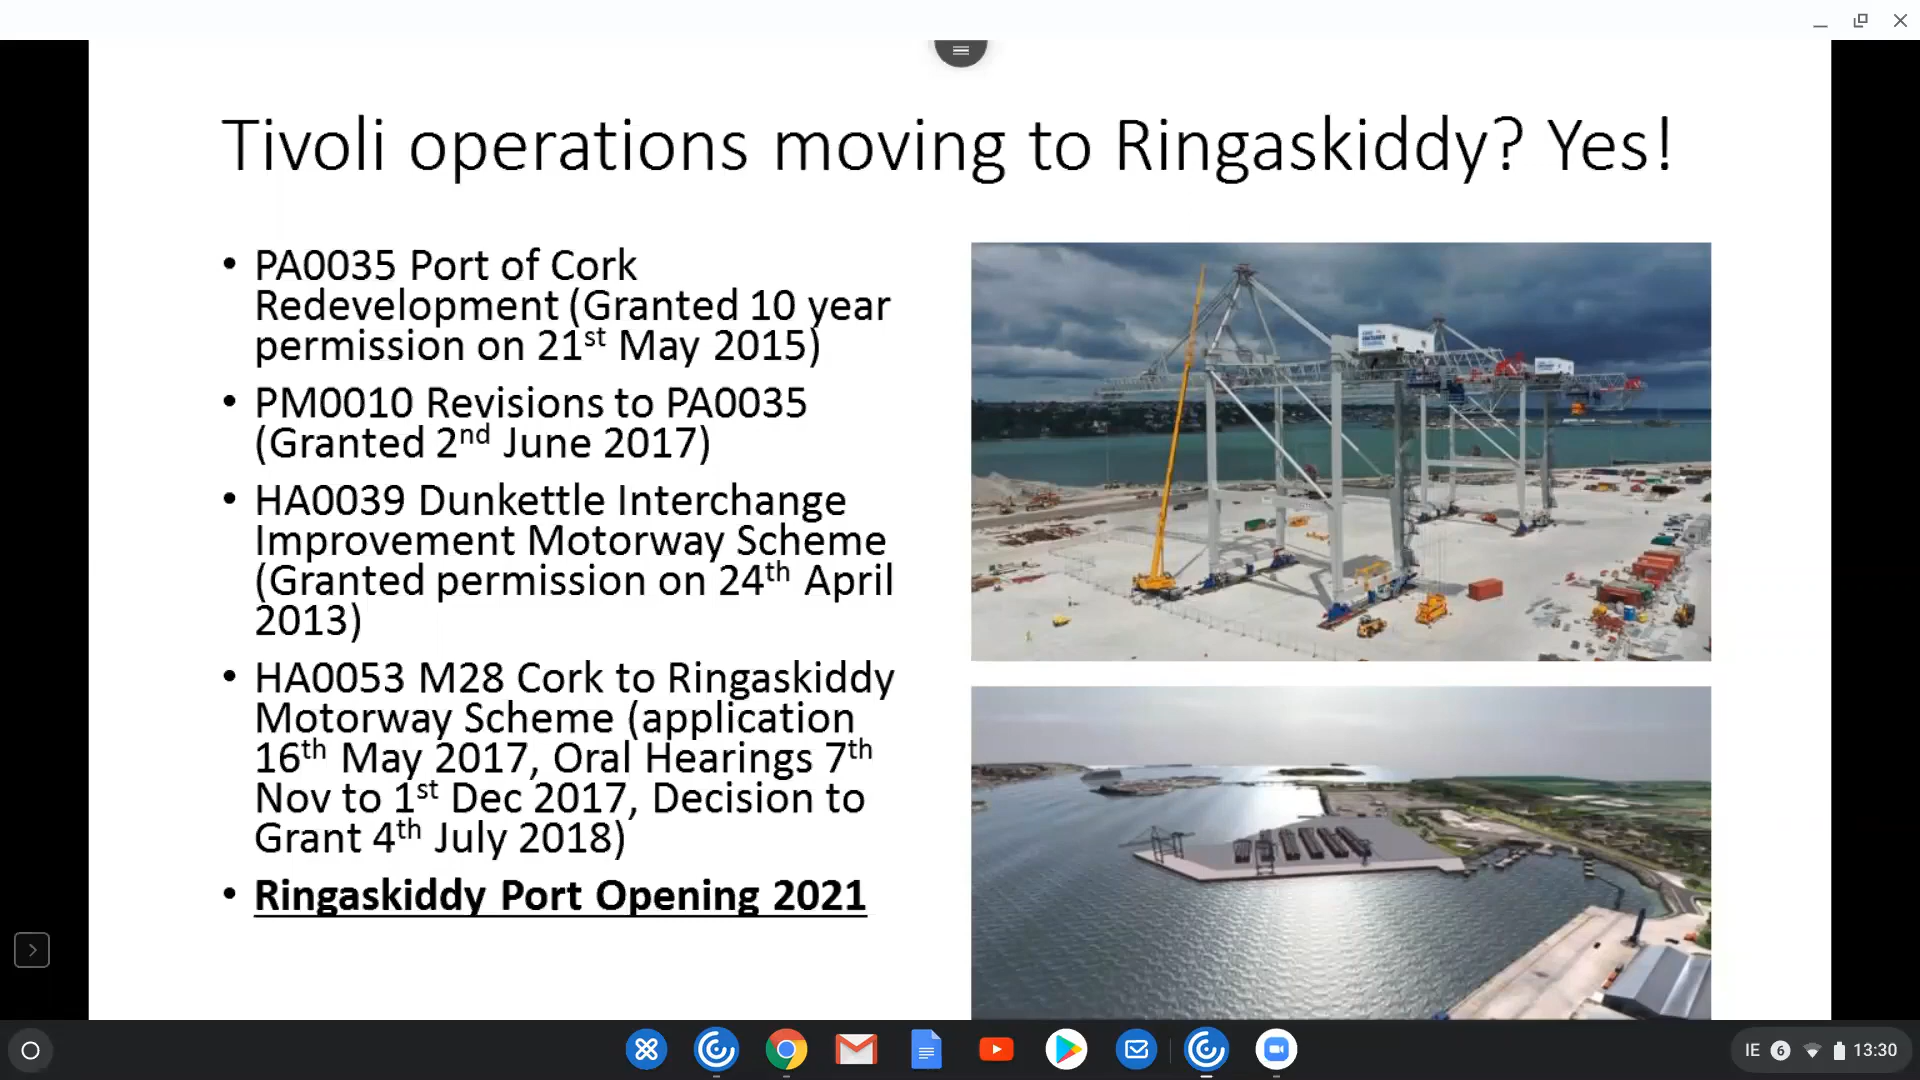 Tivoli operations moving to Ringaskiddy? Yes!
• PA0035 Port of Cork
Redevelopment (Granted 10 year
permission on 21st May 2015)
• PM0010 Revisions to PA0035
(Granted 2nd June 2017)
• HA0039 Dunkettle Interchange
Improvement Motorway Scheme
(Granted permission on 24th April
2013)
• HA0053 M28 Cork to Ringaskiddy
Motorway Scheme (application
16th May 2017, Oral Hearings 7th
Nov to 1st Dec 2017, Decision to
Grant 4th July 2018)
• Ringaskiddy Port Opening 2021
IE 6 13:30